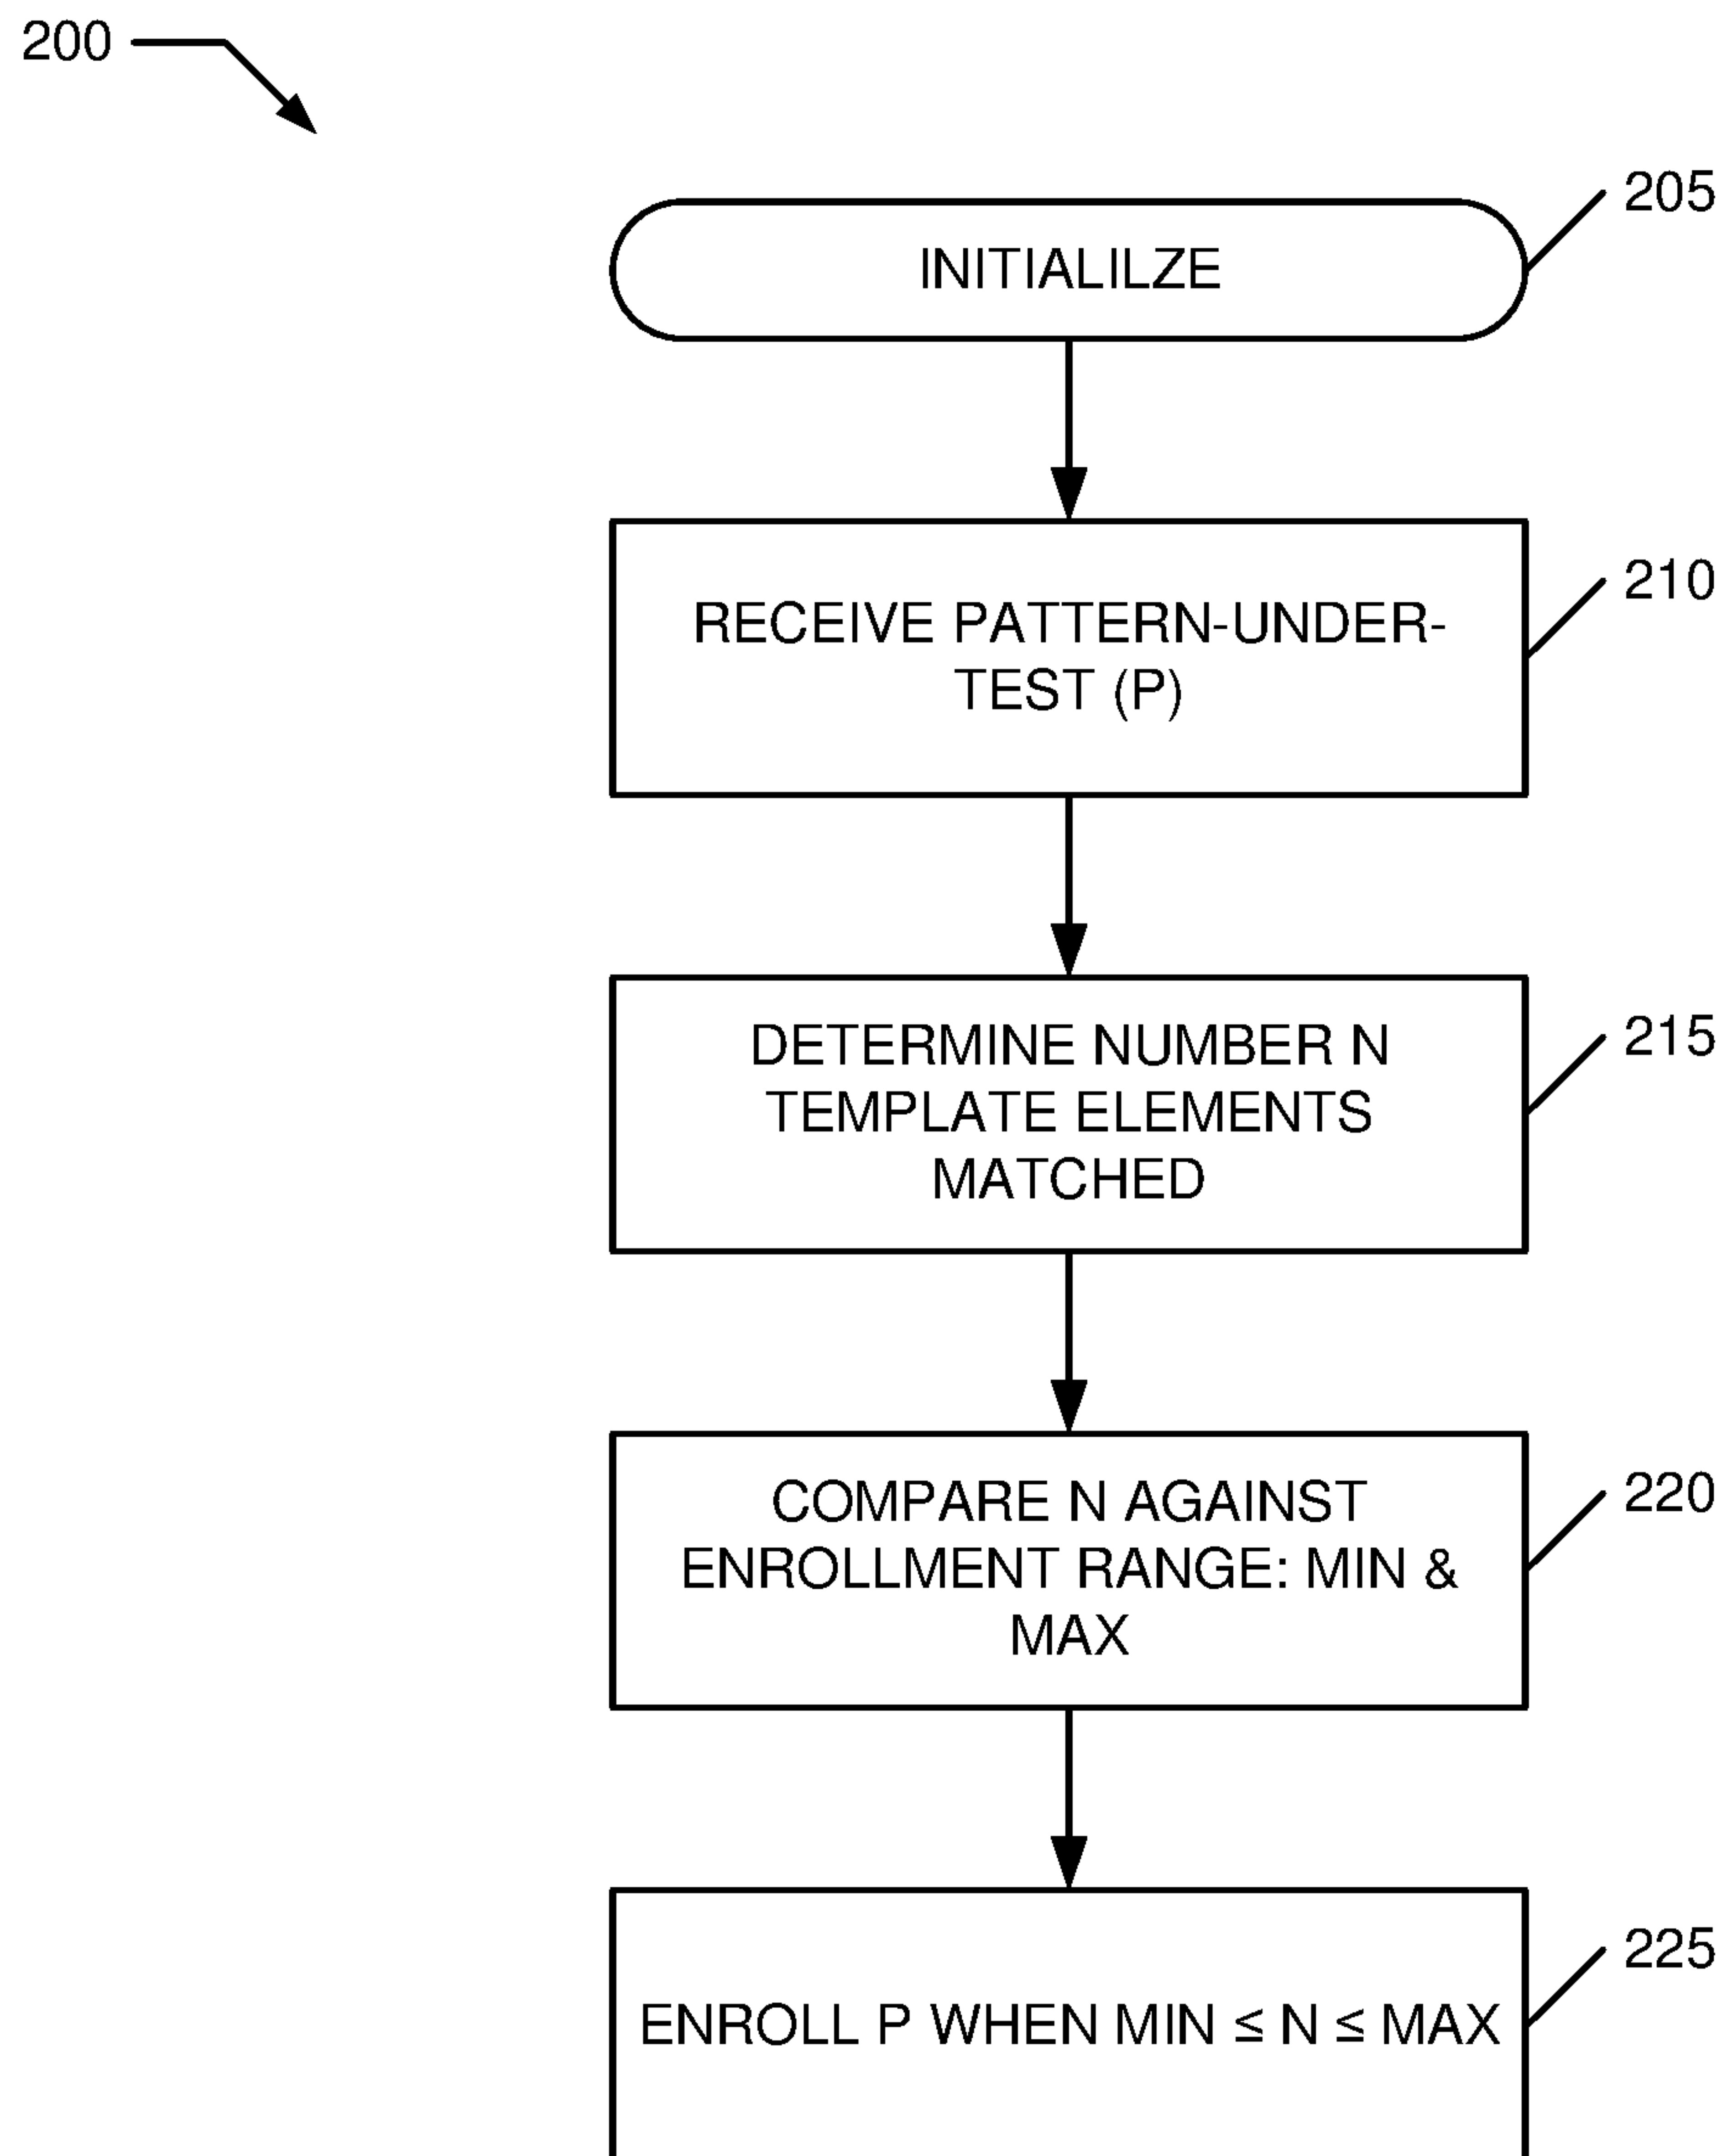 200
205
INITIALILZE
210
RECEIVE PATTERN-UNDER-
TEST (P)
215
DETERMINE NUMBER N
TEMPLATE ELEMENTS
MATCHED
220
COMPARE N AGAINST
ENROLLMENT RANGE: MIN &
MAX
225
ENROLL P WHEN MIN ≤ N ≤ MAX